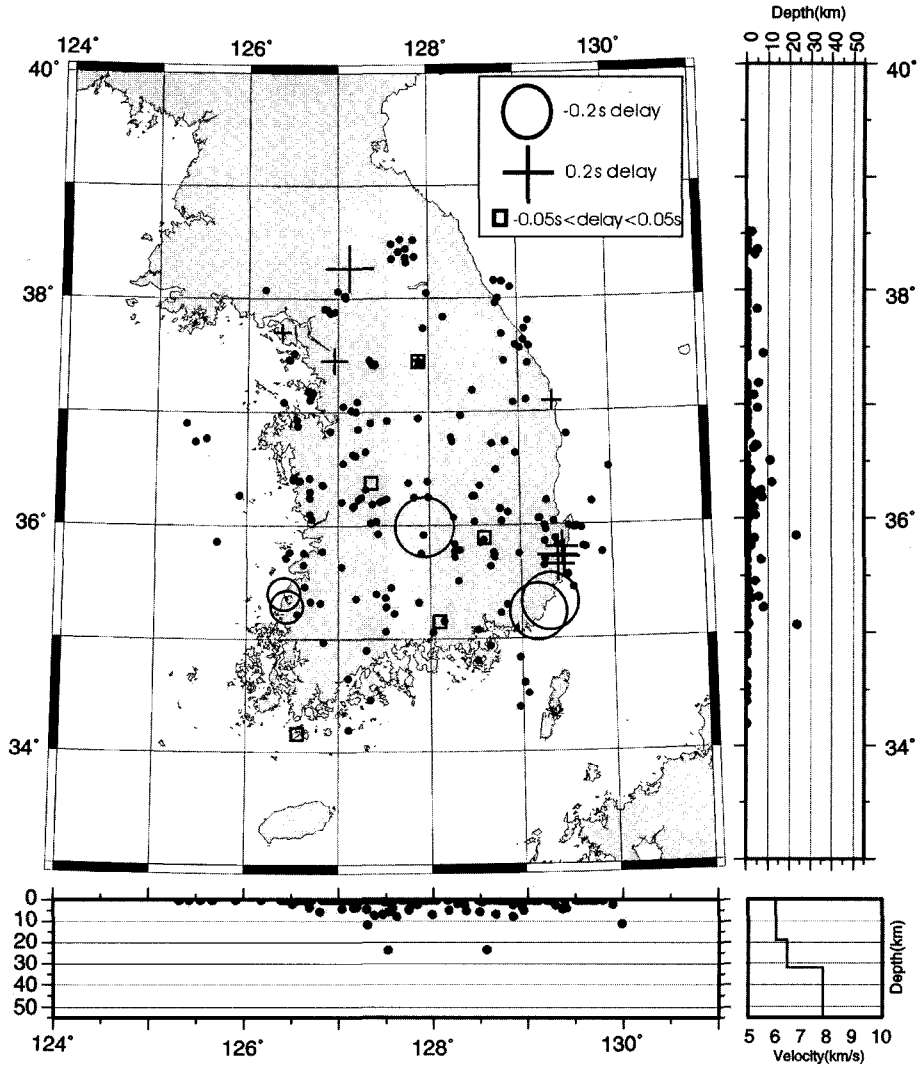 Depth(km)
124° 126° 128° 130° 0 10 20 30 40 50
40° 40°
-0.2s delay
0.2s delay
-0.05s<delay<0.05s
38° 38°
36° 36°
34° 34°
0
10
20
30
40
50
Depth(km)
124° 126° 128° 130° 5 6 7 8 9 10
Velocity(km/s)